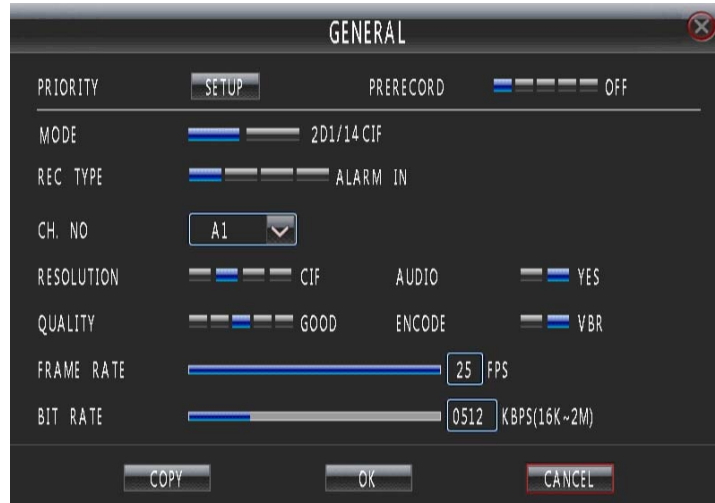 GENERAL
PRIORITY SETUP PRERECORD OFF
MODE 2D1/14CIF
REC TYPE ALARM IN
CH. NO A1
RESOLUTION CIF AUDIO YES
QUALITY GOOD ENCODE VBR
FRAME RATE 25 FPS
BIT RATE 0512 KBPS(16K~2M)
COPY OK CANCEL